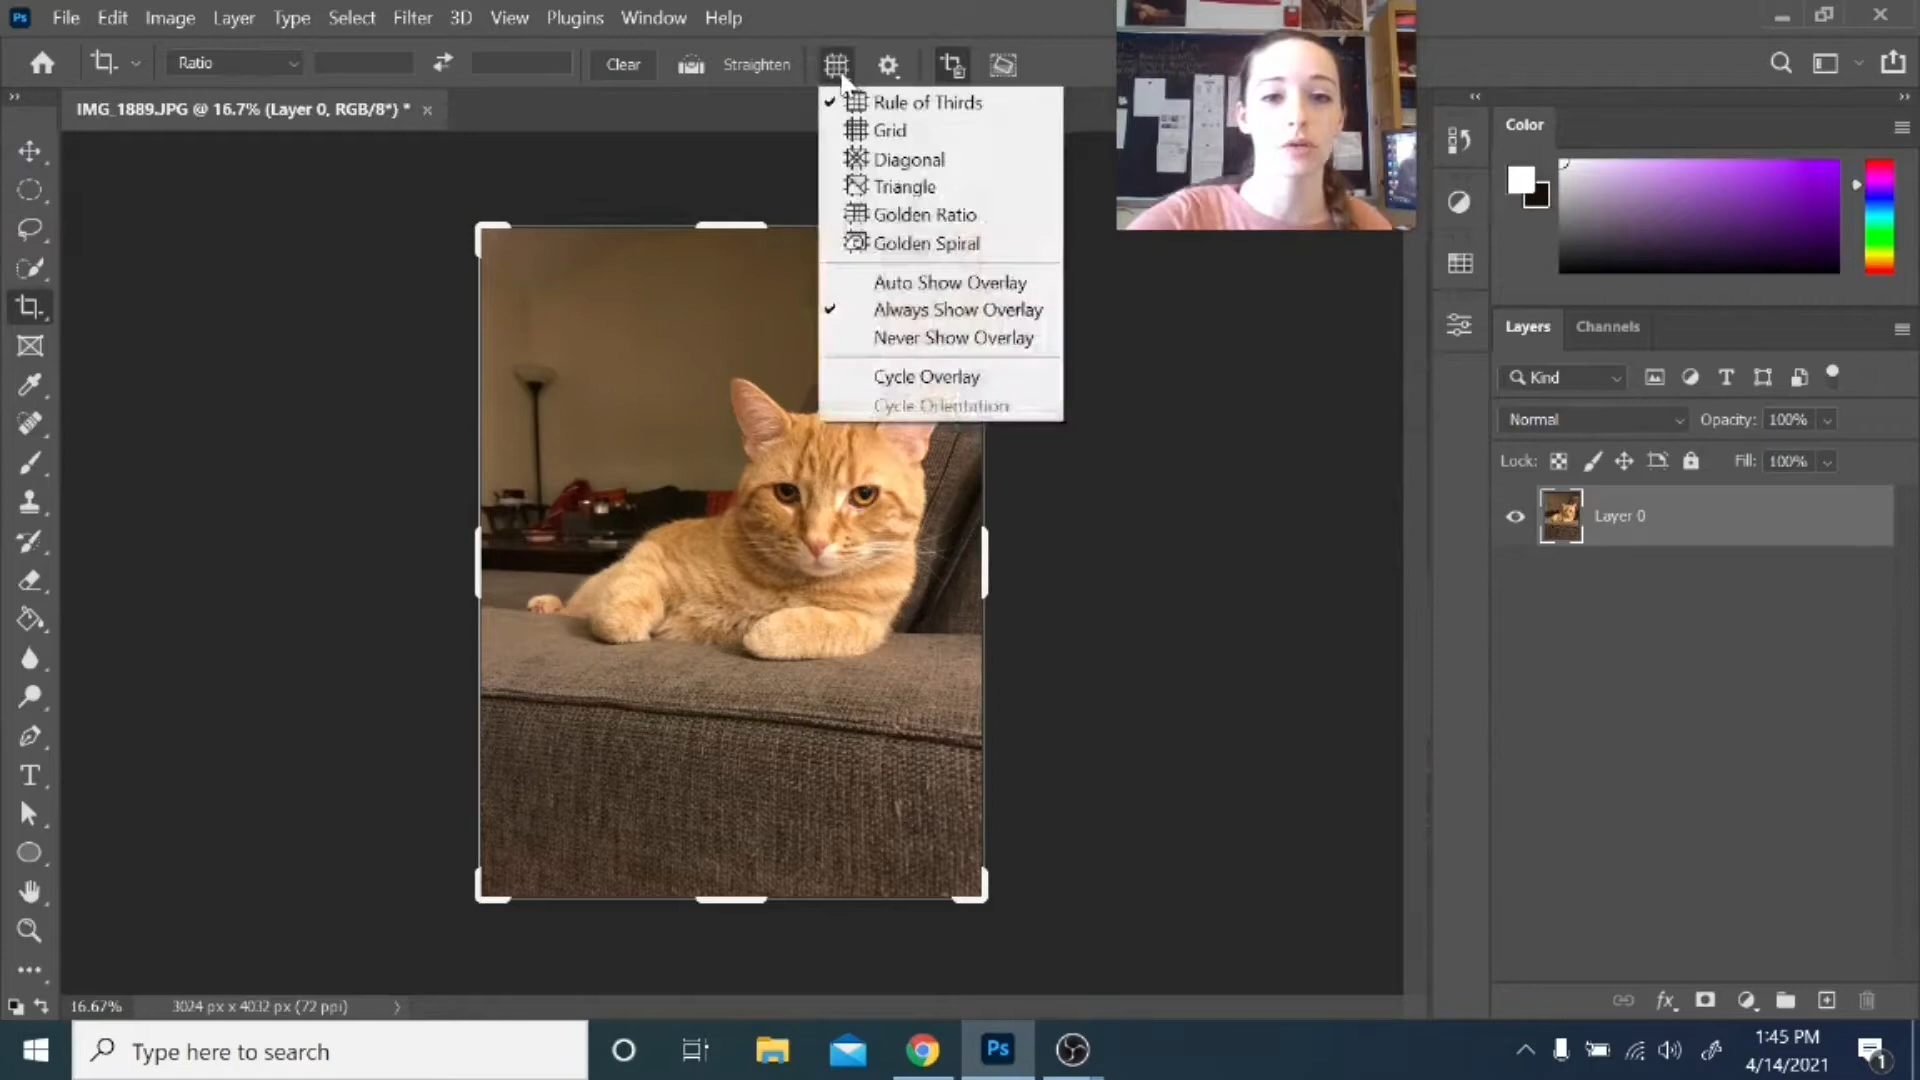 Ps File Edit Image Layer Type Select Filter 3D View Plugins Window Help
Ratio Clear Straighten
IMG_1889.JPG @ 16.7% (Layer 0, RGB/8*) *
Rule of Thirds
Grid
Diagonal
Triangle
Golden Ratio
Golden Spiral
Auto Show Overlay
Always Show Overlay
Never Show Overlay
Cycle Overlay
Cycle Orientation
Color
Layers Channels
Kind
Normal Opacity: 100%
Lock: Fill: 100%
Layer 0
fx
16.67% 3024 px x 4032 px (72 ppi)
Type here to search
Ps
1:45 PM
4/14/2021
1